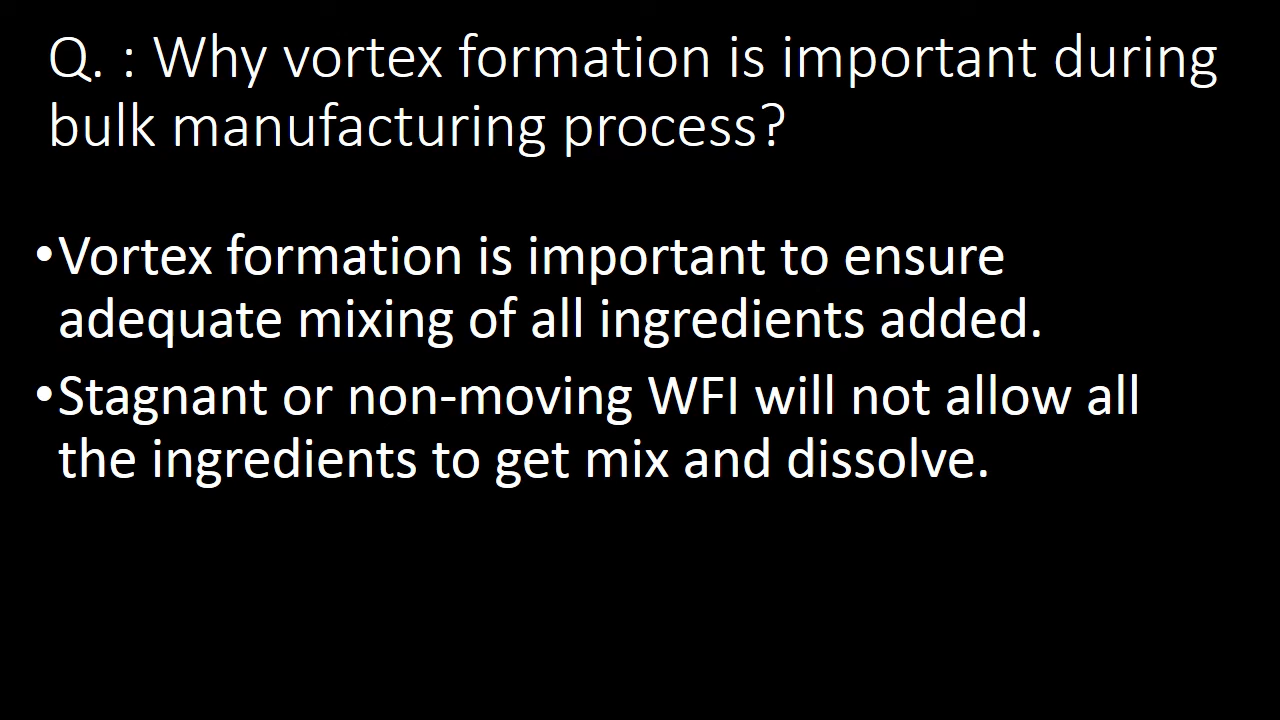 Q. : Why vortex formation is important during
bulk manufacturing process?
•Vortex formation is important to ensure
adequate mixing of all ingredients added.
•Stagnant or non-moving WFI will not allow all
the ingredients to get mix and dissolve.